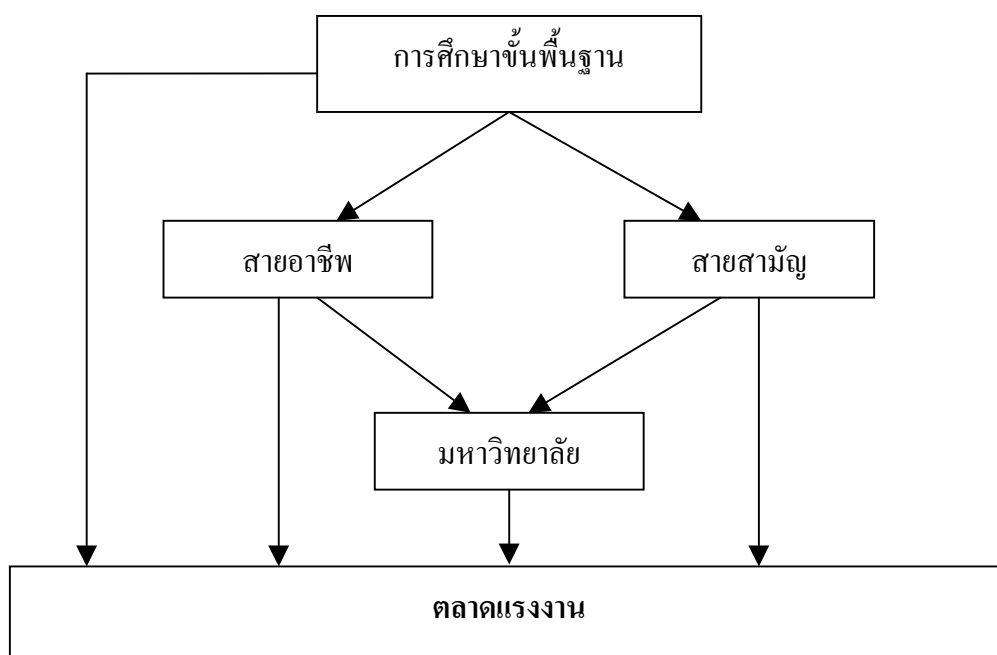 การศึกษาขั้นพื้นฐาน
สายอาชีพ
สายสามัญ
มหาวิทยาลัย
ตลาดแรงงาน